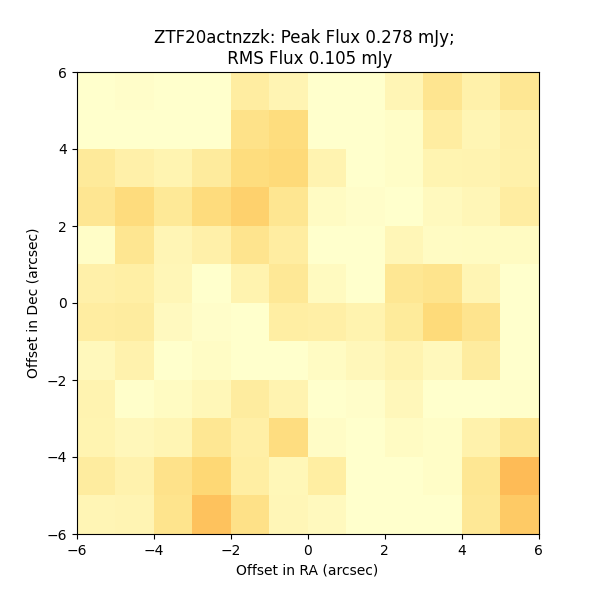 ZTF20actnzzk: Peak Flux 0.278 mJy;
RMS Flux 0.105 mJy
6
4
2
0
−2
−4
−6
Offset in Dec (arcsec)
−6 −4 −2 0 2 4 6
Offset in RA (arcsec)